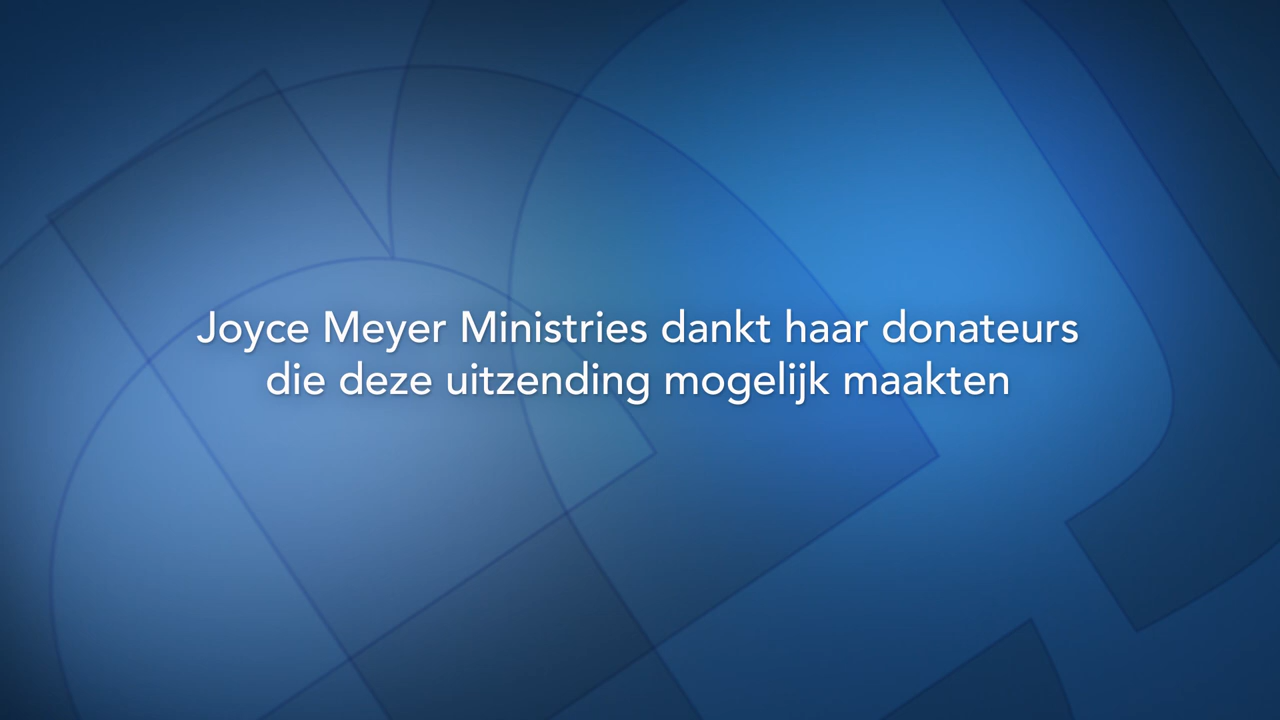 Joyce Meyer Ministries dankt haar donateurs
die deze uitzending mogelijk maakten